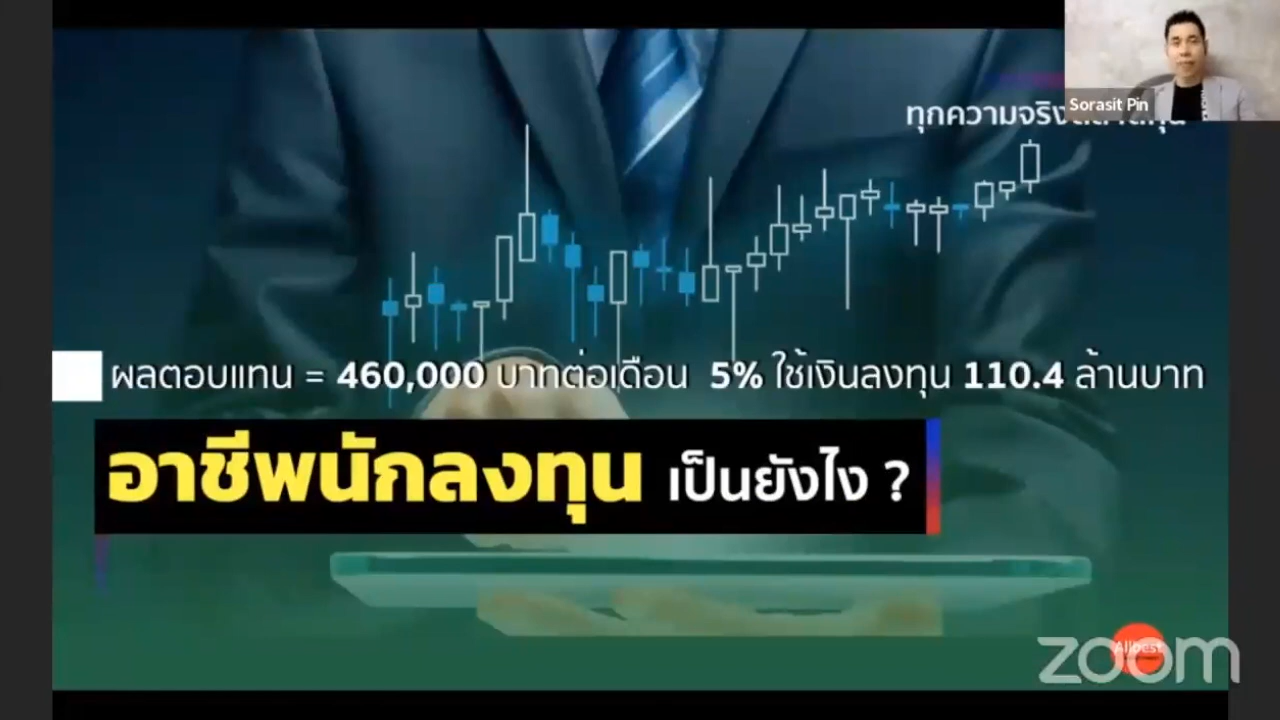 Sorasit Pin
ทุกความจริง
ผลตอบแทน = 460,000 บาทต่อเดือน 5% ใช้เงินลงทุน 110.4 ล้านบาท
อาชีพนักลงทุน เป็นยังไง ?
Allbest
zoom